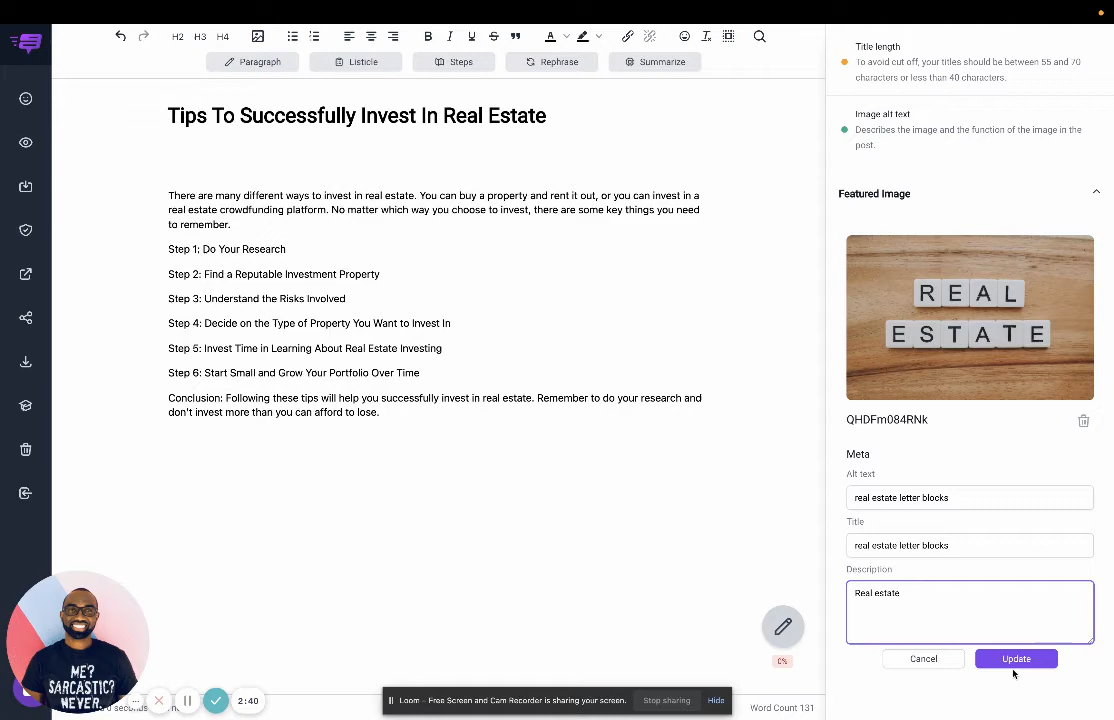 H2 H3 H4 B I U S A
Paragraph Listicle Steps Rephrase Summarize
Tips To Successfully Invest In Real Estate
There are many different ways to invest in real estate. You can buy a property and rent it out, or you can invest in a
real estate crowdfunding platform. No matter which way you choose to invest, there are some key things you need
to remember.
Step 1: Do Your Research
Step 2: Find a Reputable Investment Property
Step 3: Understand the Risks Involved
Step 4: Decide on the Type of Property You Want to Invest In
Step 5: Invest Time in Learning About Real Estate Investing
Step 6: Start Small and Grow Your Portfolio Over Time
Conclusion: Following these tips will help you successfully invest in real estate. Remember to do your research and
don't invest more than you can afford to lose.
Title length
To avoid cut off, your titles should be between 55 and 70
characters or less than 40 characters.
Image alt text
Describes the image and the function of the image in the
post.
Featured Image
REAL
ESTATE
QHDFm084RNk
Meta
Alt text
real estate letter blocks
Title
real estate letter blocks
Description
Real estate
Cancel Update
0%
ME?
SARCASTIC?
NEVER.
2:40
Loom – Free Screen and Cam Recorder is sharing your screen. Stop sharing Hide
Word Count 131